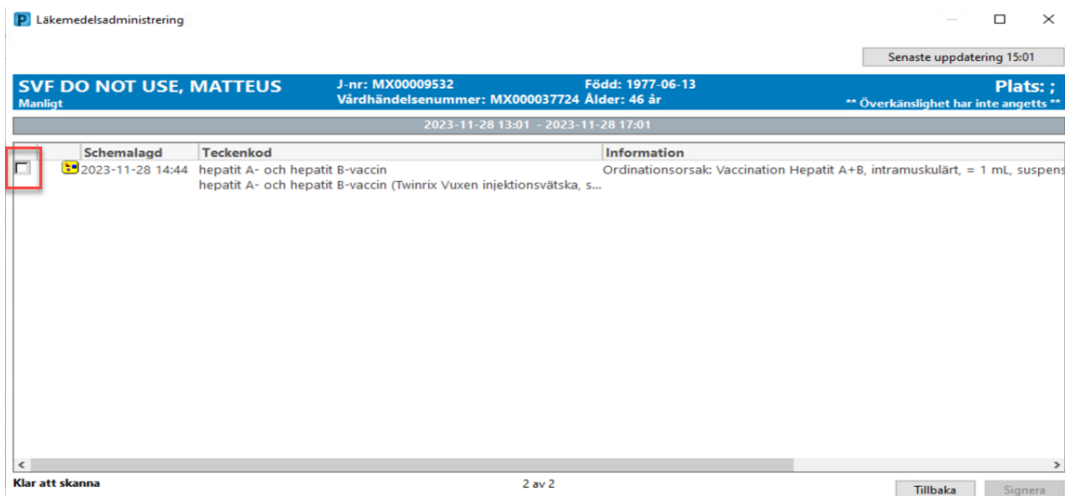 Läkemedelsadministrering
Senaste uppdatering 15:01
SVF DO NOT USE, MATTEUS J-nr: MX00009532 Född: 1977-06-13 Plats: ;
Manligt Vårdhändelsenummer: MX000037724 Ålder: 46 år ** Överkänslighet har inte angetts **
2023-11-28 13:01 - 2023-11-28 17:01
Schemalagd Teckenkod Information
2023-11-28 14:44 hepatit A- och hepatit B-vaccin Ordinationsorsak: Vaccination Hepatit A+B, intramuskulärt, = 1 mL, suspens
hepatit A- och hepatit B-vaccin (Twinrix Vuxen injektionsvätska, s...
Klar att skanna 2 av 2 Tillbaka Signera